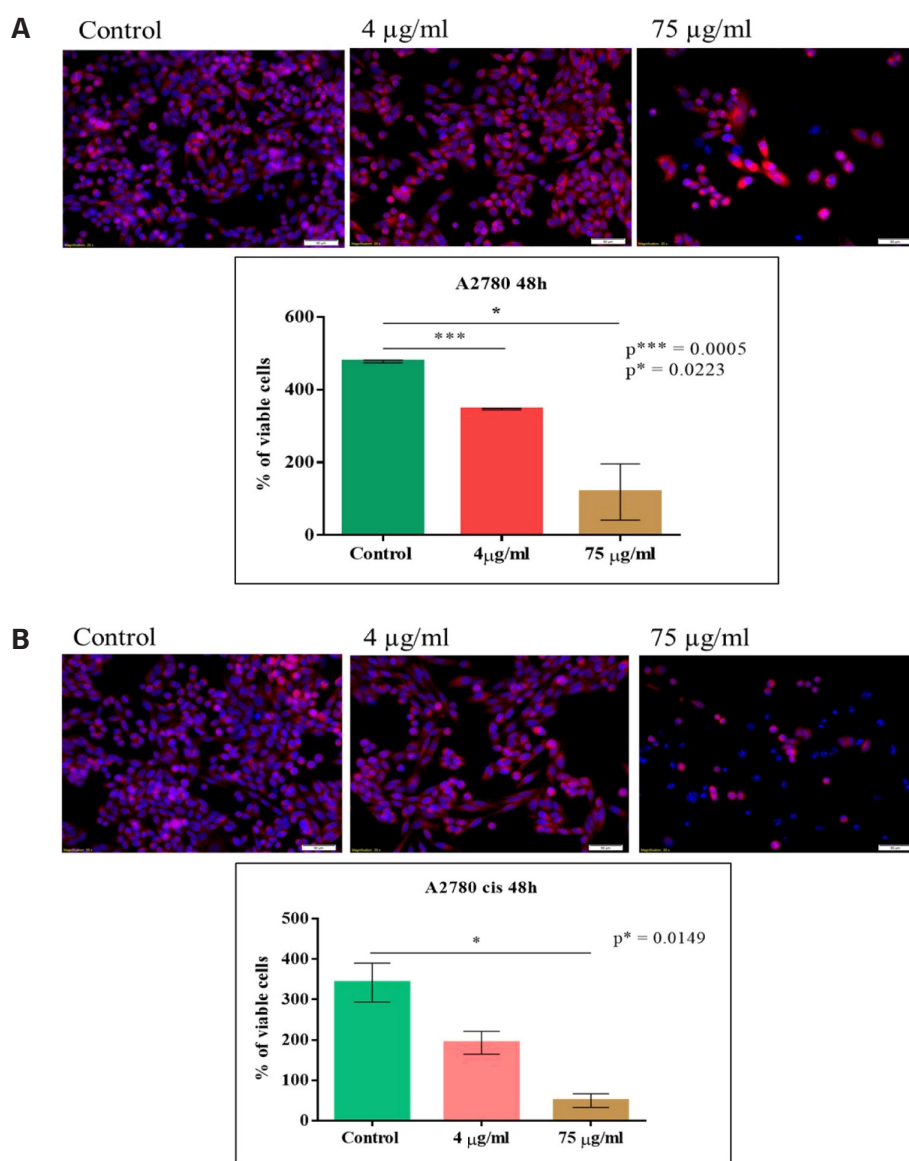 A
Control
4 µg/ml
75 µg/ml
A2780 48h
*
***
p*** = 0.0005
p* = 0.0223
% of viable cells
600
400
200
0
Control
4µg/ml
75 µg/ml
B
Control
4 µg/ml
75 µg/ml
A2780 cis 48h
*
p* = 0.0149
% of viable cells
500
400
300
200
100
0
Control
4 µg/ml
75 µg/ml